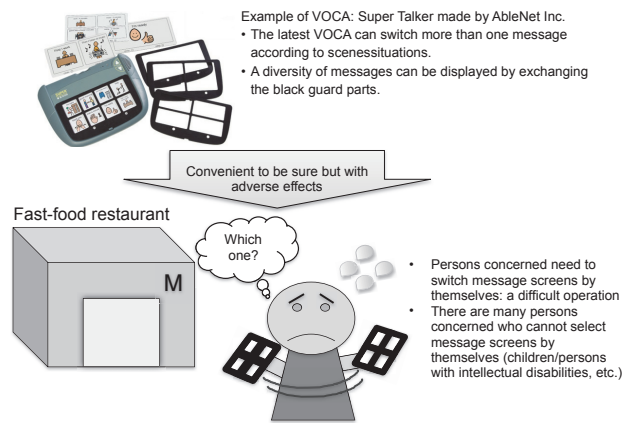 Example of VOCA: Super Talker made by AbleNet Inc.
• The latest VOCA can switch more than one message
according to scenessituations.
• A diversity of messages can be displayed by exchanging
the black guard parts.
Convenient to be sure but with
adverse effects
Fast-food restaurant
M
Which
one?
• Persons concerned need to
switch message screens by
themselves: a difficult operation
• There are many persons
concerned who cannot select
message screens by
themselves (children/persons
with intellectual disabilities, etc.)